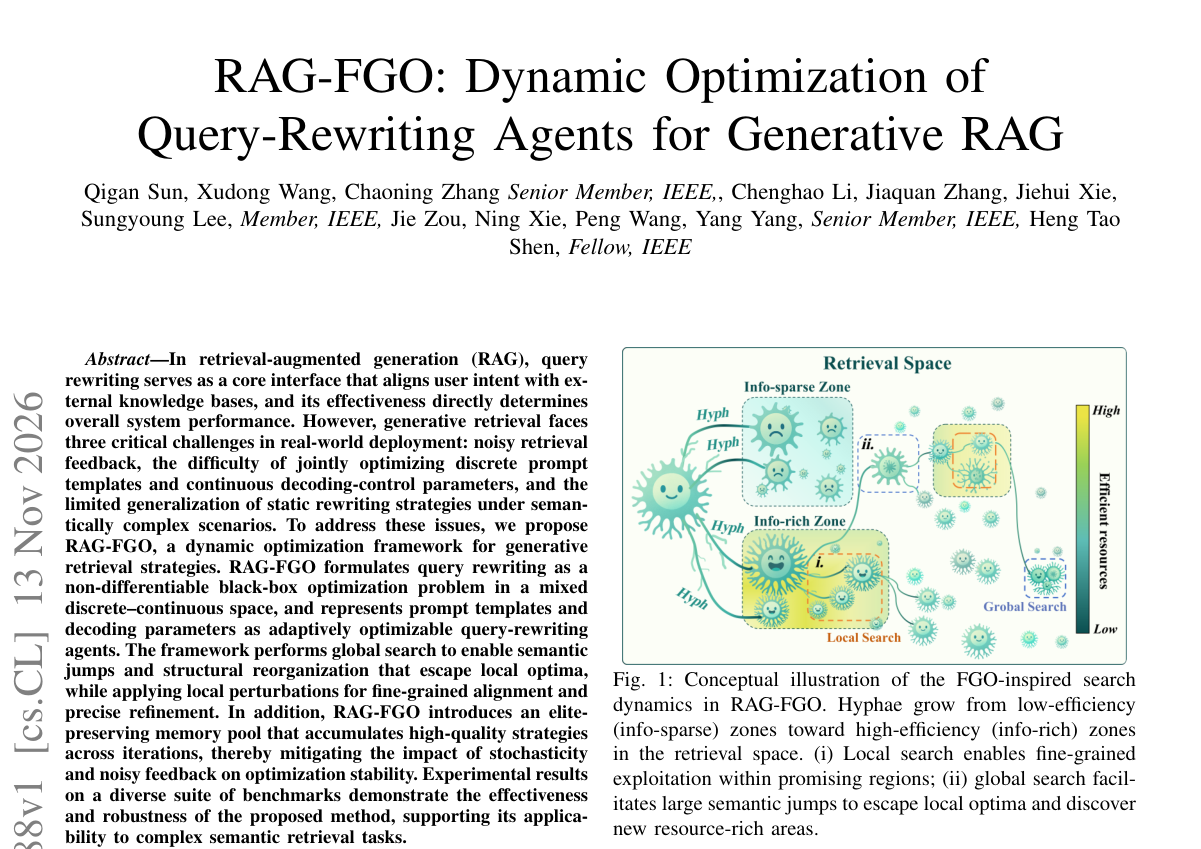 RAG-FGO: Dynamic Optimization of
Query-Rewriting Agents for Generative RAG
Qigan Sun, Xudong Wang, Chaoning Zhang Senior Member, IEEE,, Chenghao Li, Jiaquan Zhang, Jiehui Xie,
Sungyoung Lee, Member, IEEE, Jie Zou, Ning Xie, Peng Wang, Yang Yang, Senior Member, IEEE, Heng Tao
Shen, Fellow, IEEE
38v1 [cs.CL] 13 Nov 2026
Abstract—In retrieval-augmented generation (RAG), query
rewriting serves as a core interface that aligns user intent with ex-
ternal knowledge bases, and its effectiveness directly determines
overall system performance. However, generative retrieval faces
three critical challenges in real-world deployment: noisy retrieval
feedback, the difficulty of jointly optimizing discrete prompt
templates and continuous decoding-control parameters, and the
limited generalization of static rewriting strategies under seman-
tically complex scenarios. To address these issues, we propose
RAG-FGO, a dynamic optimization framework for generative
retrieval strategies. RAG-FGO formulates query rewriting as a
non-differentiable black-box optimization problem in a mixed
discrete–continuous space, and represents prompt templates and
decoding parameters as adaptively optimizable query-rewriting
agents. The framework performs global search to enable semantic
jumps and structural reorganization that escape local optima,
while applying local perturbations for fine-grained alignment and
precise refinement. In addition, RAG-FGO introduces an elite-
preserving memory pool that accumulates high-quality strategies
across iterations, thereby mitigating the impact of stochasticity
and noisy feedback on optimization stability. Experimental results
on a diverse suite of benchmarks demonstrate the effectiveness
and robustness of the proposed method, supporting its applica-
bility to complex semantic retrieval tasks.
Retrieval Space
Info-sparse Zone
Hyph
Hyph
ii.
Info-rich Zone
Hyph
i.
Hyph
Local Search
Grobal Search
High
Efficient resources
Low
Fig. 1: Conceptual illustration of the FGO-inspired search
dynamics in RAG-FGO. Hyphae grow from low-efficiency
(info-sparse) zones toward high-efficiency (info-rich) zones
in the retrieval space. (i) Local search enables fine-grained
exploitation within promising regions; (ii) global search facil-
itates large semantic jumps to escape local optima and discover
new resource-rich areas.